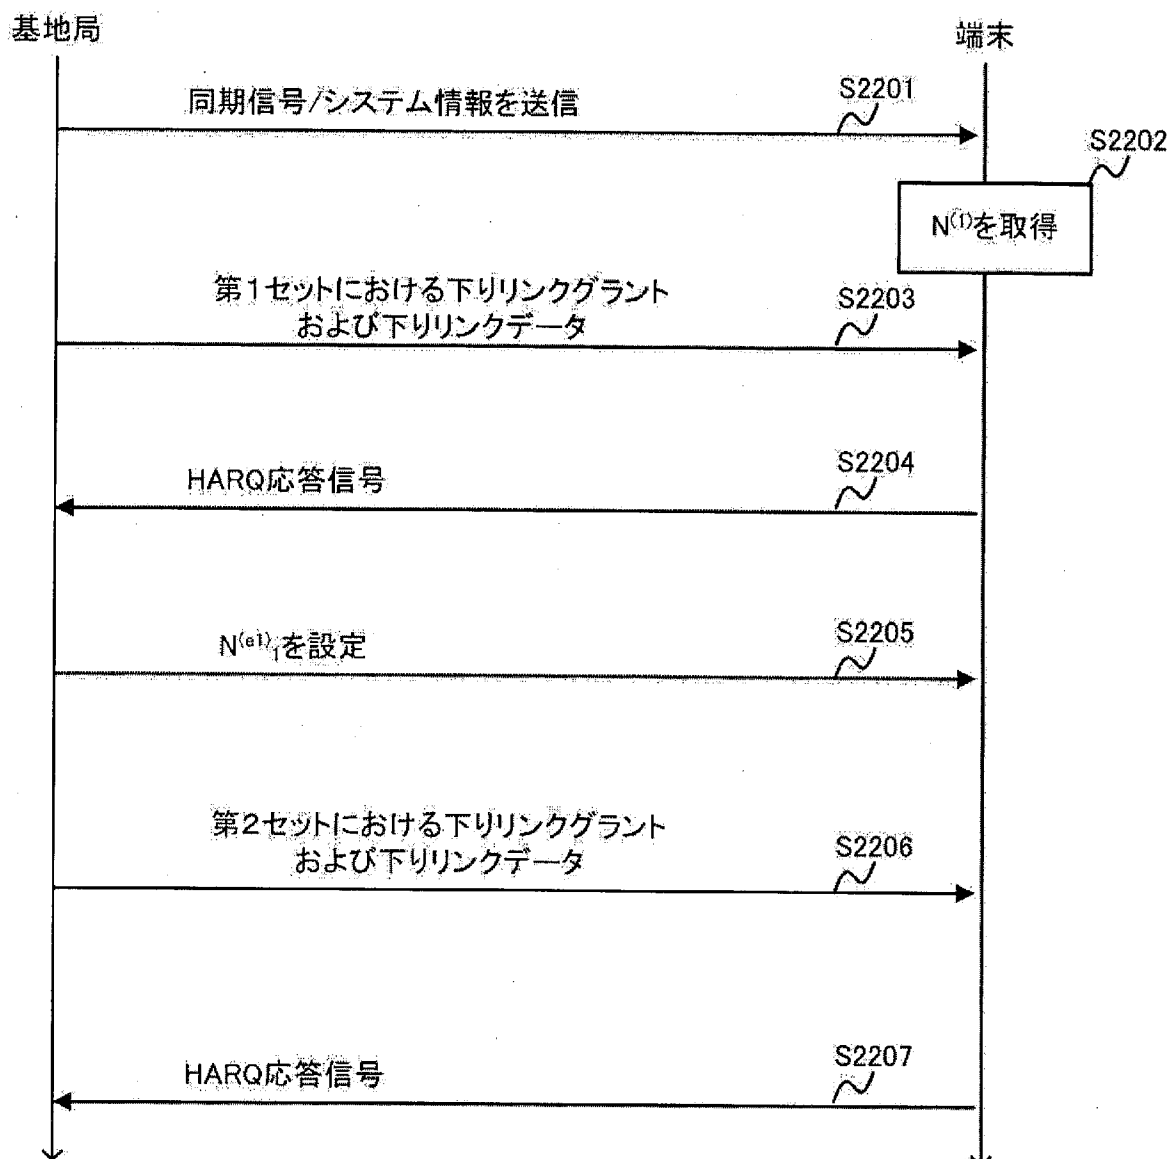 基地局
端末
同期信号/システム情報を送信
S2201
S2202
N⁽¹⁾を取得
第1セットにおける下りリンクグラント
および下りリンクデータ
S2203
HARQ応答信号
S2204
N⁽ᵉ¹⁾₁を設定
S2205
第2セットにおける下りリンクグラント
および下りリンクデータ
S2206
HARQ応答信号
S2207